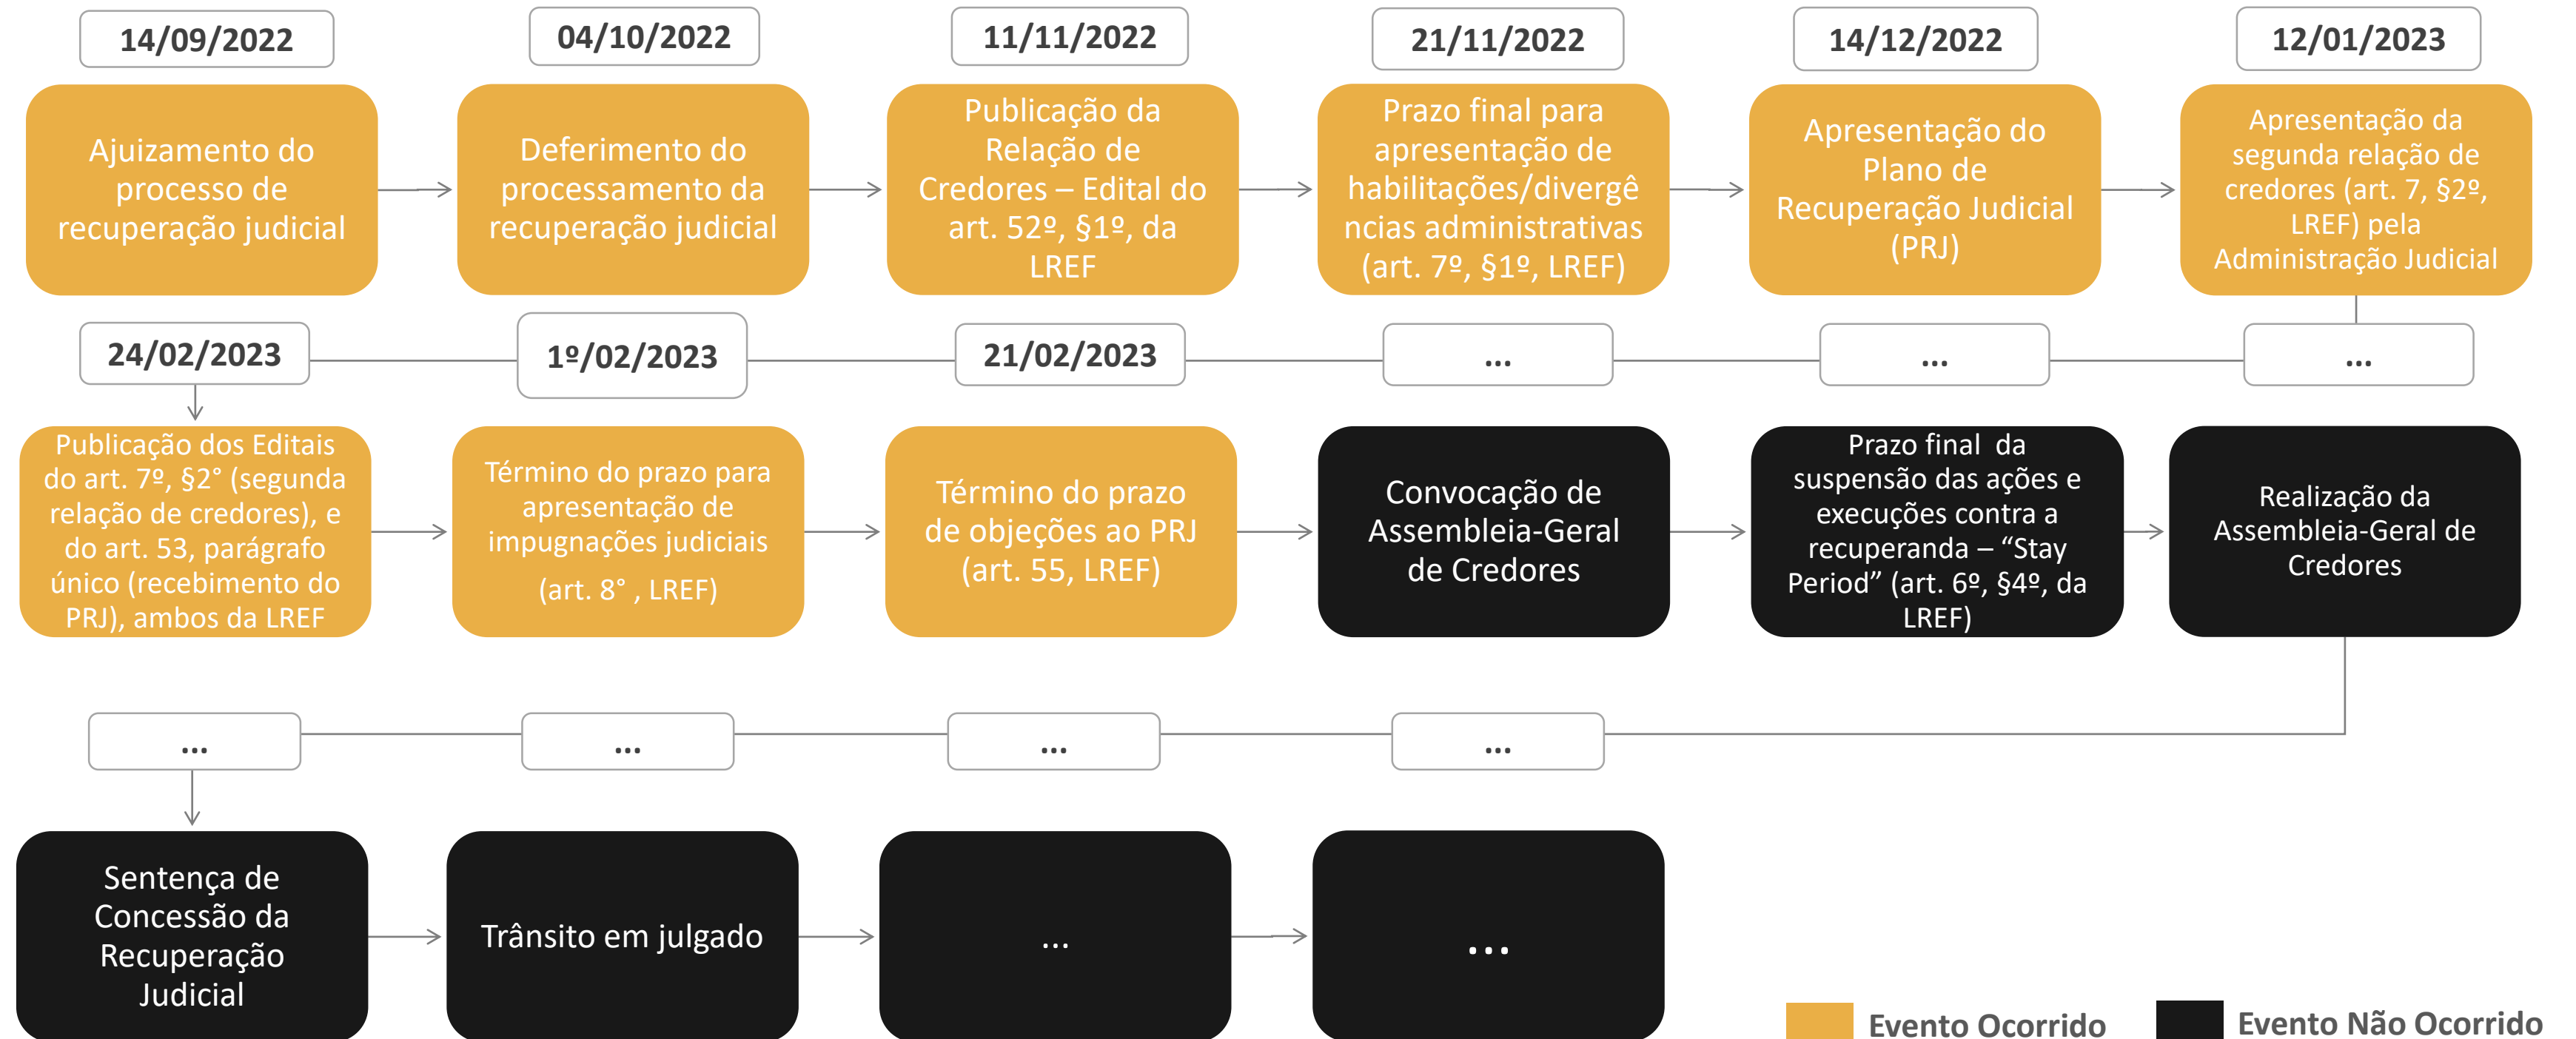 14/09/2022
04/10/2022
11/11/2022
21/11/2022
14/12/2022
12/01/2023
Ajuizamento do
processo de
recuperação judicial
Deferimento do
processamento da
recuperação judicial
Publicação da
Relação de
Credores – Edital do
art. 52º, §1º, da
LREF
Prazo final para
apresentação de
habilitações/divergê
ncias administrativas
(art. 7º, §1º, LREF)
Apresentação do
Plano de
Recuperação Judicial
(PRJ)
Apresentação da
segunda relação de
credores (art. 7, §2º,
LREF) pela
Administração Judicial
24/02/2023
1º/02/2023
21/02/2023
...
...
...
Publicação dos Editais
do art. 7º, §2° (segunda
relação de credores), e
do art. 53, parágrafo
único (recebimento do
PRJ), ambos da LREF
Término do prazo para
apresentação de
impugnações judiciais
(art. 8° , LREF)
Término do prazo
de objeções ao PRJ
(art. 55, LREF)
Convocação de
Assembleia-Geral
de Credores
Prazo final  da
suspensão das ações e
execuções contra a
recuperanda – “Stay
Period” (art. 6º, §4º, da
LREF)
Realização da
Assembleia-Geral de
Credores
...
...
...
...
Sentença de
Concessão da
Recuperação
Judicial
Trânsito em julgado
...
...
Evento Ocorrido
Evento Não Ocorrido